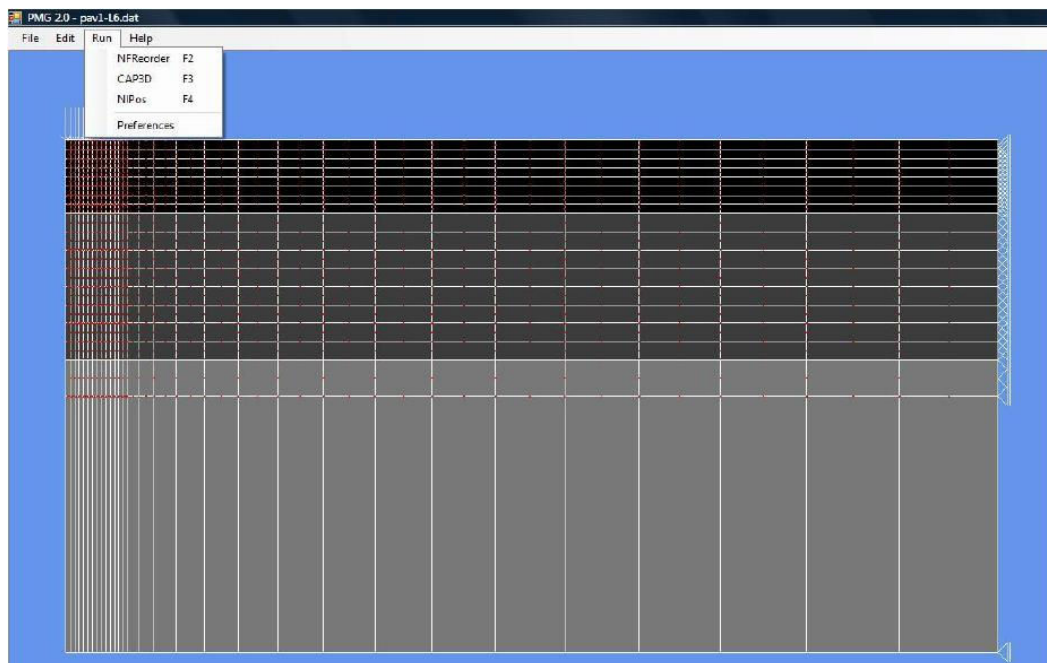 PMG 2.0 - pav1-L6.dat
File Edit Run Help
NFReorder F2
CAP3D F3
NIPos F4
Preferences